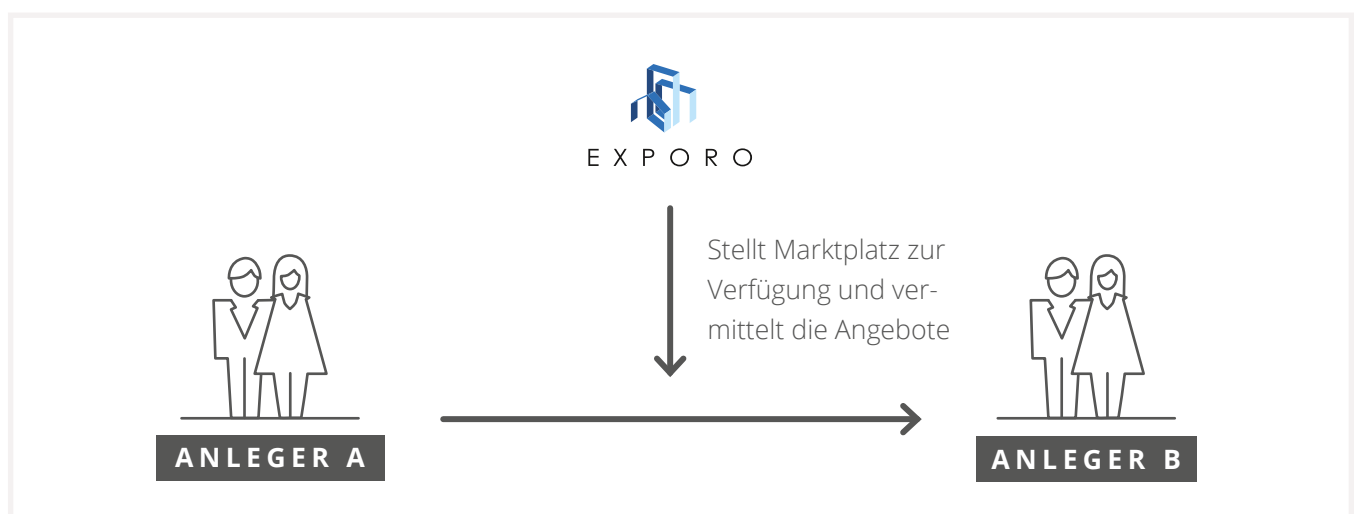 EXPORO
Stellt Marktplatz zur
Verfügung und ver-
mittelt die Angebote
ANLEGER A
ANLEGER B